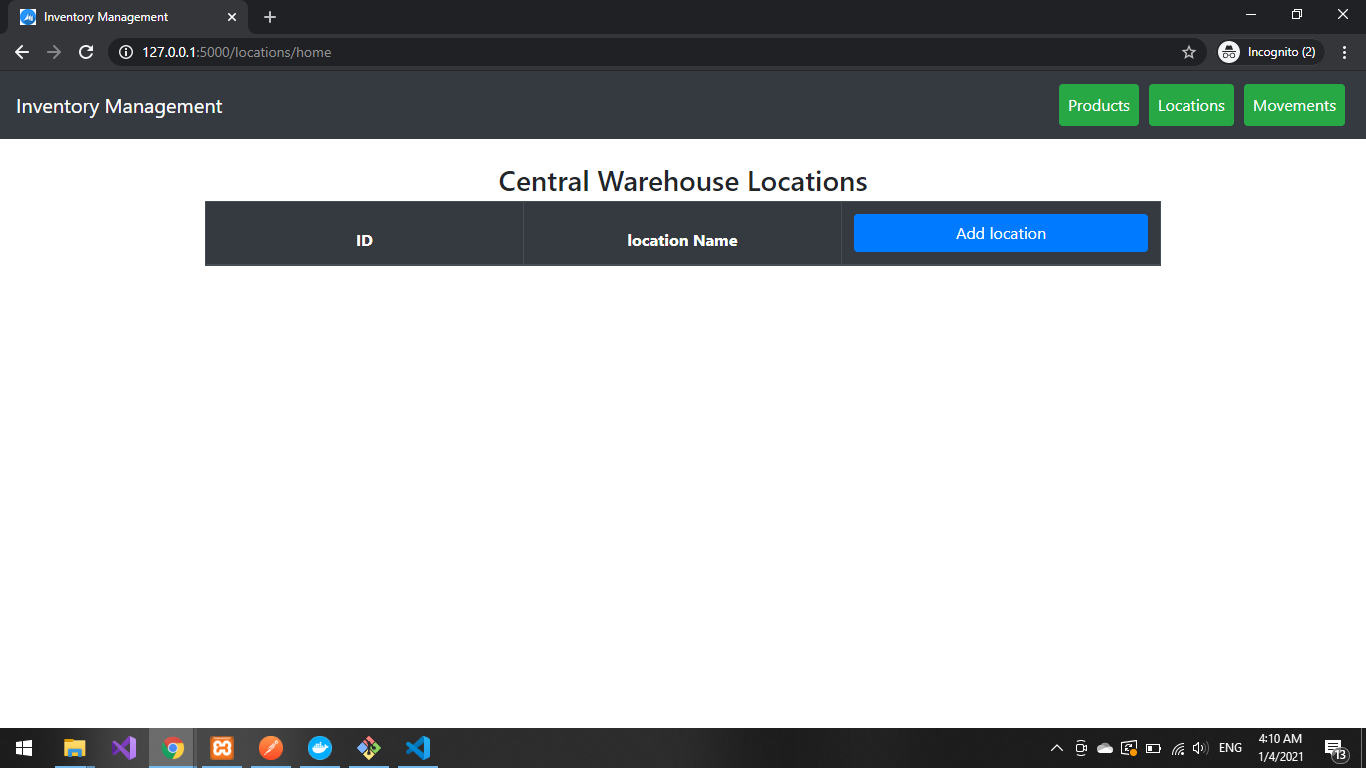 Inventory Management
127.0.0.1:5000/locations/home
Incognito (2)
Inventory Management
Products
Locations
Movements
Central Warehouse Locations
ID
location Name
Add location
ENG
4:10 AM
1/4/2021
13